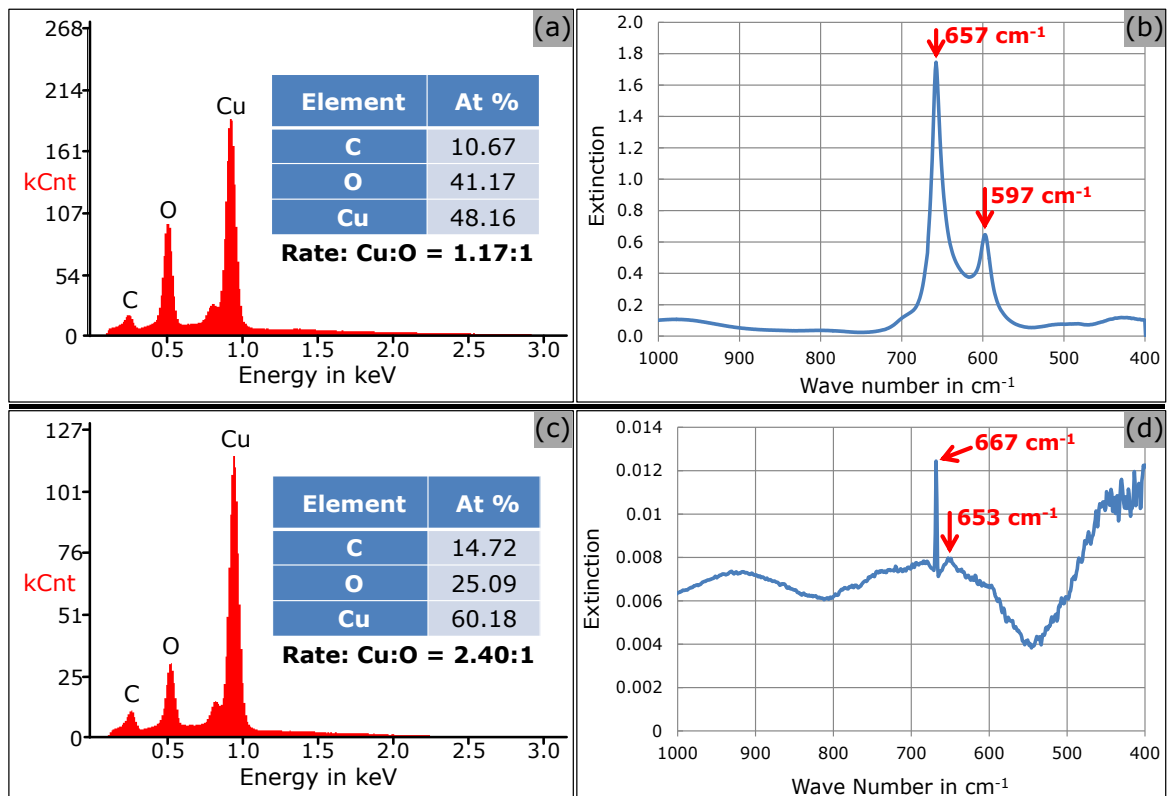 (a)
268
214
161
kCnt
107
54
0
C
O
Cu
0.5 1.0 1.5 2.0 2.5 3.0
Energy in keV
Element At %
C 10.67
O 41.17
Cu 48.16
Rate: Cu:O = 1.17:1
(b)
2.0
1.8
1.6
1.4
1.2
1.0
0.8
0.6
0.4
0.2
0.0
Extinction
657 cm-1
597 cm-1
1000 900 800 700 600 500 400
Wave number in cm-1
(c)
127
101
76
kCnt
51
25
0
C
O
Cu
0.5 1.0 1.5 2.0 2.5 3.0
Energy in keV
Element At %
C 14.72
O 25.09
Cu 60.18
Rate: Cu:O = 2.40:1
(d)
0.014
0.012
0.01
0.008
0.006
0.004
0.002
0
Extinction
667 cm-1
653 cm-1
1000 900 800 700 600 500 400
Wave Number in cm-1